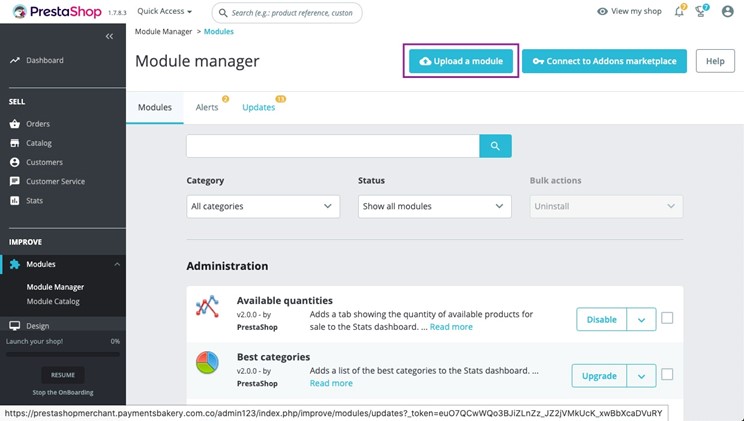 PrestaShop 1.7.8.3 Quick Access Search (e.g.: product reference, custon View my shop
Module Manager > Modules
Module manager
Upload a module
Connect to Addons marketplace
Help
Dashboard
SELL
Orders
Catalog
Customers
Customer Service
Stats
IMPROVE
Modules
Module Manager
Module Catalog
Design
Launch your shop! 0%
RESUME
Stop the OnBoarding
Modules Alerts 2 Updates 11
Category Status Bulk actions
All categories Show all modules Uninstall
Administration
Available quantities
v2.0.0 - by
PrestaShop
Adds a tab showing the quantity of available products for
sale to the Stats dashboard. ... Read more
Disable
Best categories
v2.0.0 - by
PrestaShop
Adds a list of the best categories to the Stats dashboard. ...
Read more
Upgrade
https://prestashopmerchant.paymentsbakery.com.co/admin123/index.php/improve/modules/updates?_token=euO7QCwWQo3BJiZLnZz_JZ2jVMkUcK_xwBbXcaDVuRY